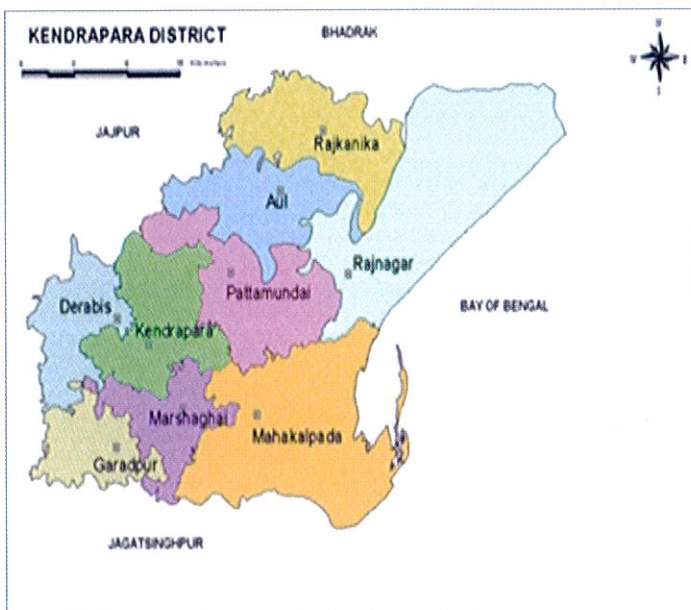 KENDRAPARA DISTRICT
BHADRAK
N
W E
S
JAJPUR
Rajkanika
Aul
Rajnagar
Pattamundai
BAY OF BENGAL
Derabis
Kendrapara
Marshaghai
Mahakalpada
Garadpur
JAGATSINGHPUR